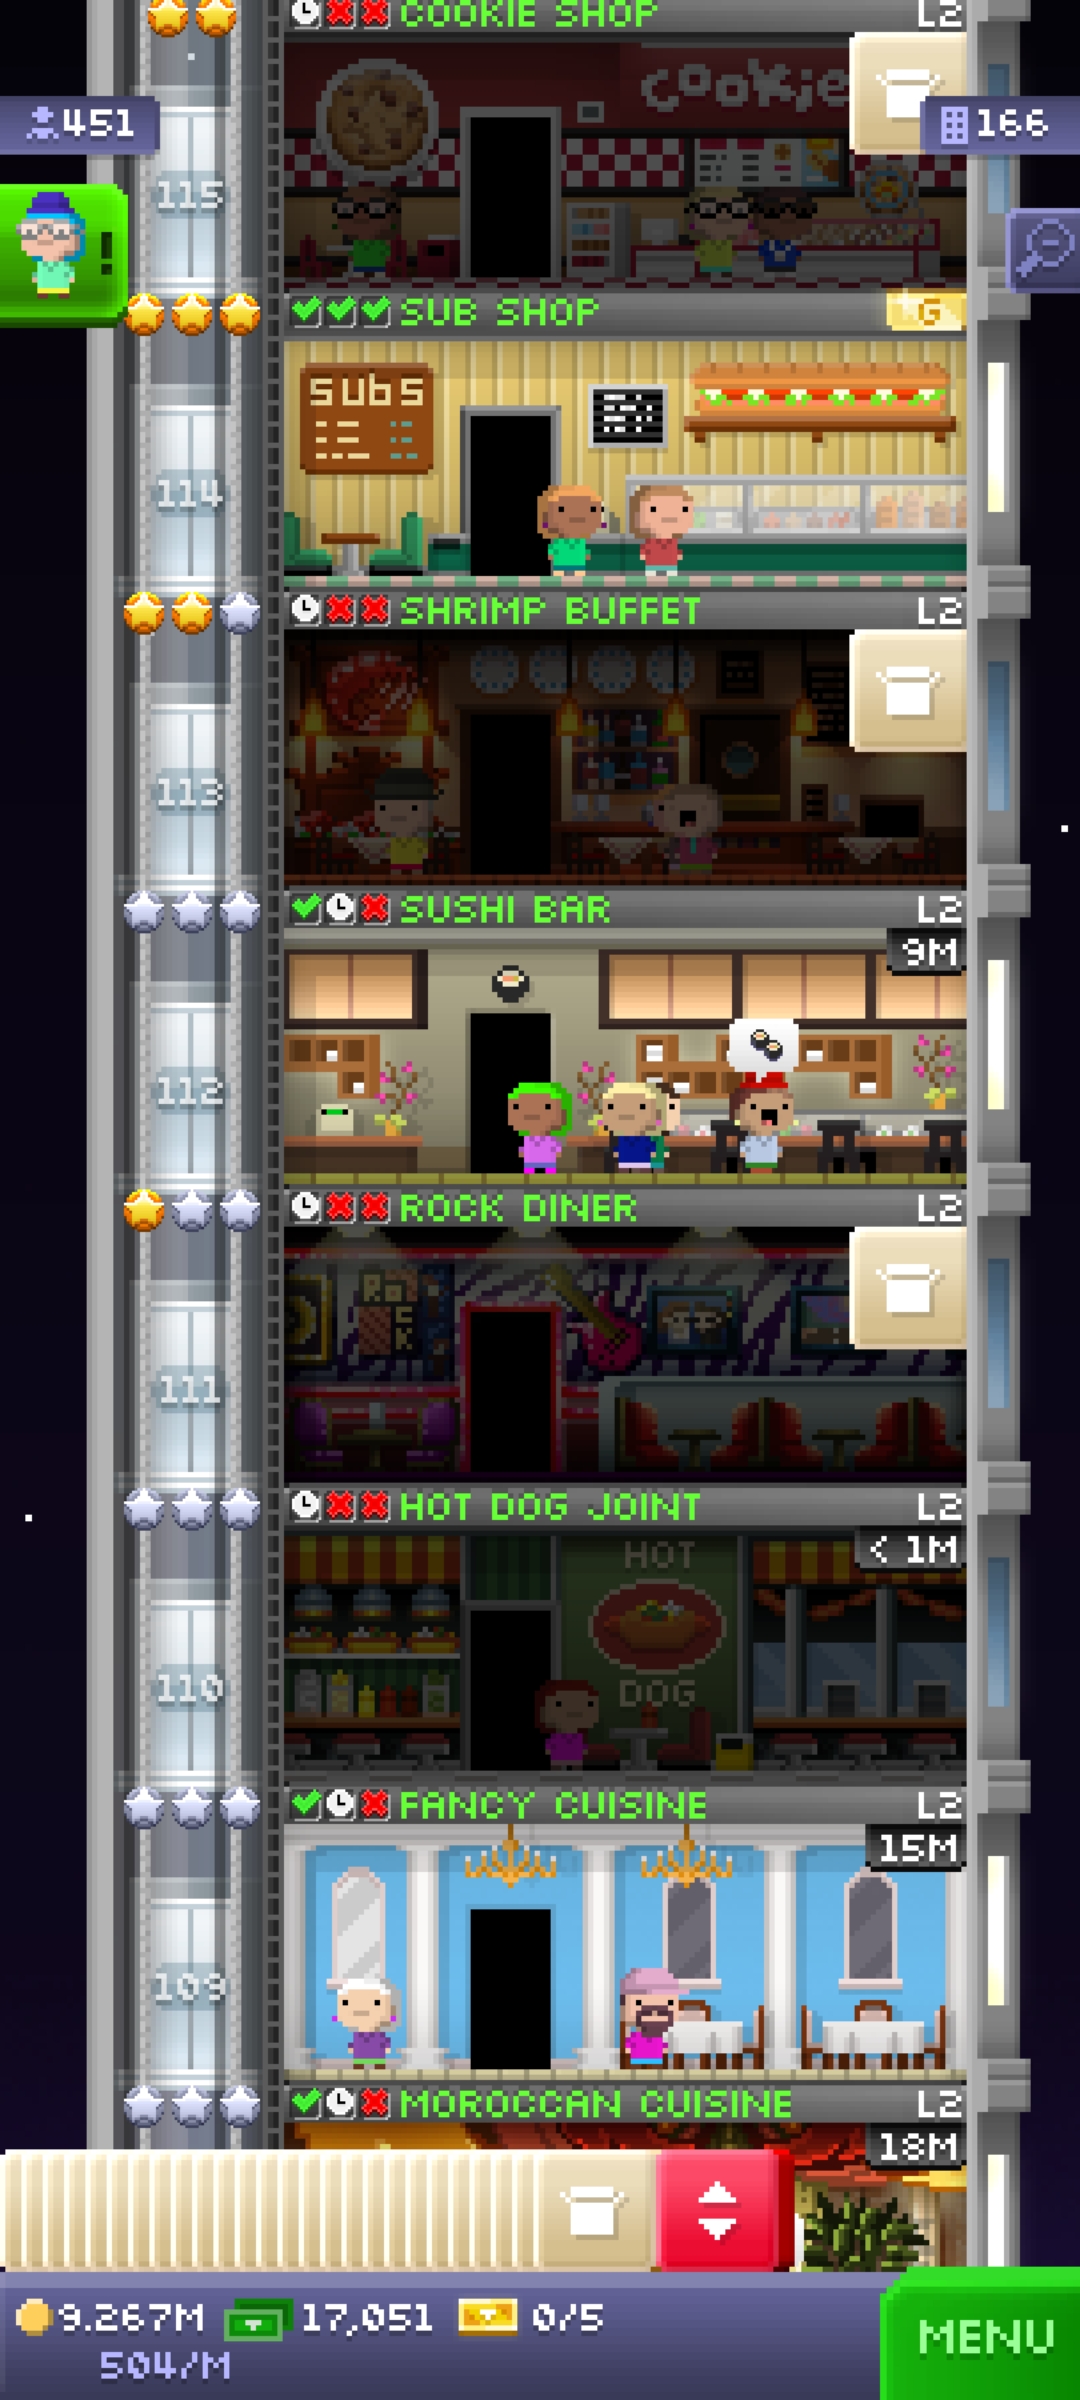 COOKIE SHOP L2
cookie
451
166
115
!
SUB SHOP G
SUBS
114
SHRIMP BUFFET L2
113
SUSHI BAR L2
9M
112
ROCK DINER L2
ROCK
111
HOT DOG JOINT L2
< 1M
HOT
DOG
110
FANCY CUISINE L2
15M
109
MOROCCAN CUISINE L2
18M
9.267M 17,051 0/5
504/M
MENU